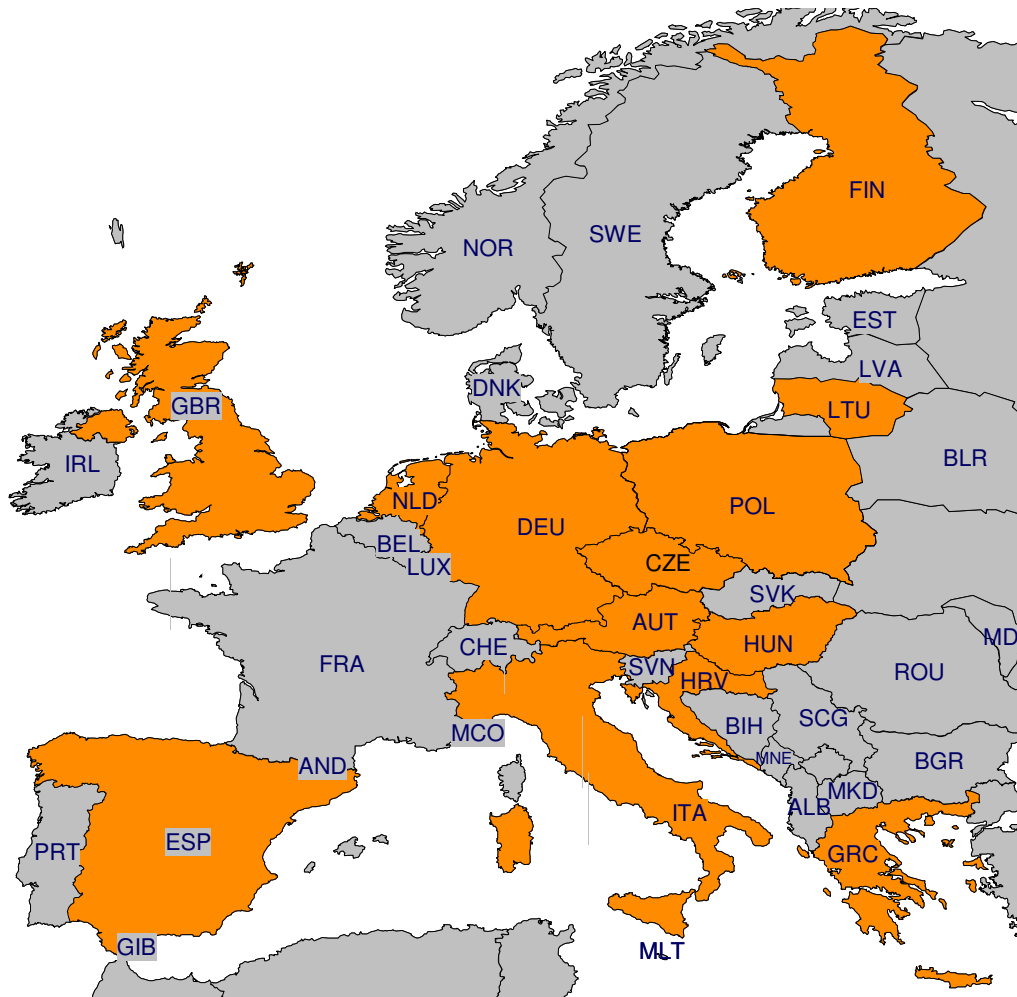 FIN
SWE
NOR
EST
LVA
DNK
GBR
LTU
IRL
BLR
NLD
POL
DEU
BEL
CZE
LUX
SVK
AUT
HUN
CHE
FRA
SVN
MD
ROU
HRV
SCG
BIH
MCO
MNE
BGR
AND
MKD
ALB
ITA
ESP
PRT
GRC
GIB
MLT